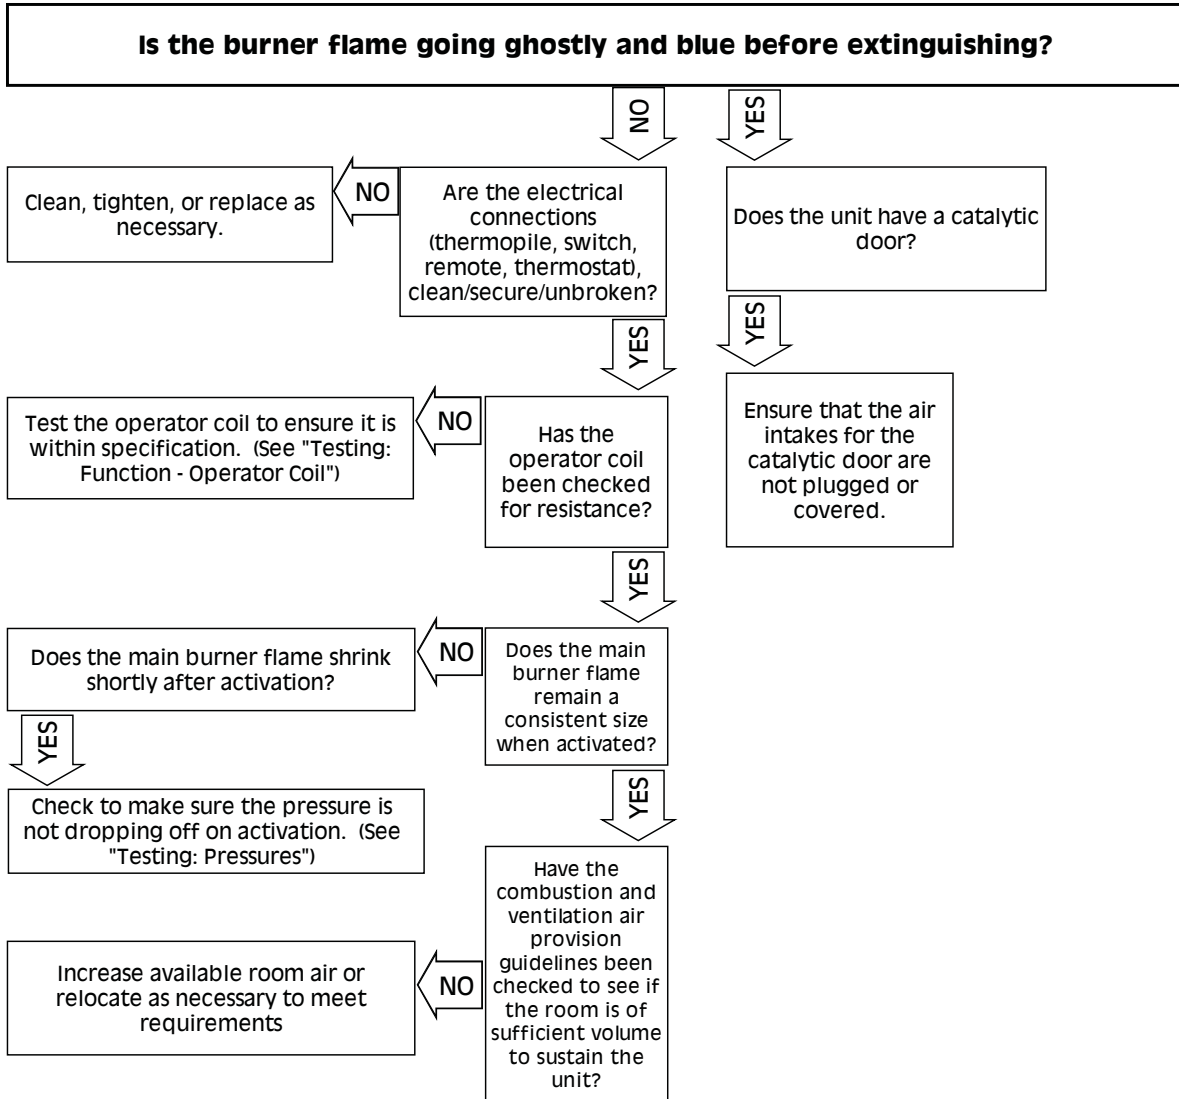 Is the burner flame going ghostly and blue before extinguishing?
NO
YES
Clean, tighten, or replace as
necessary.
NO
Are the electrical
connections
(thermopile, switch,
remote, thermostat),
clean/secure/unbroken?
Does the unit have a catalytic
door?
YES
YES
Test the operator coil to ensure it is
within specification. (See "Testing:
Function - Operator Coil")
NO
Has the
operator coil
been checked
for resistance?
Ensure that the air
intakes for the
catalytic door are
not plugged or
covered.
YES
Does the main burner flame shrink
shortly after activation?
NO
Does the main
burner flame
remain a
consistent size
when activated?
YES
YES
Check to make sure the pressure is
not dropping off on activation. (See
"Testing: Pressures")
Have the
combustion and
ventilation air
provision
guidelines been
checked to see if
the room is of
sufficient volume
to sustain the
unit?
NO
Increase available room air or
relocate as necessary to meet
requirements